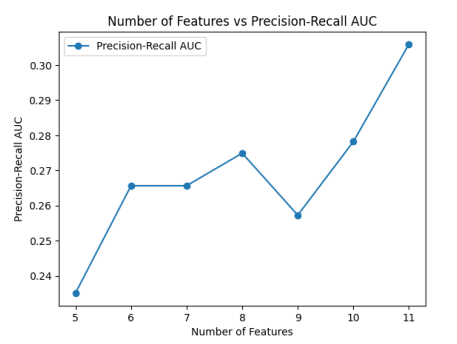 Number of Features vs Precision-Recall AUC
Precision-Recall AUC
Precision-Recall AUC
0.30
0.29
0.28
0.27
0.26
0.25
0.24
5 6 7 8 9 10 11
Number of Features